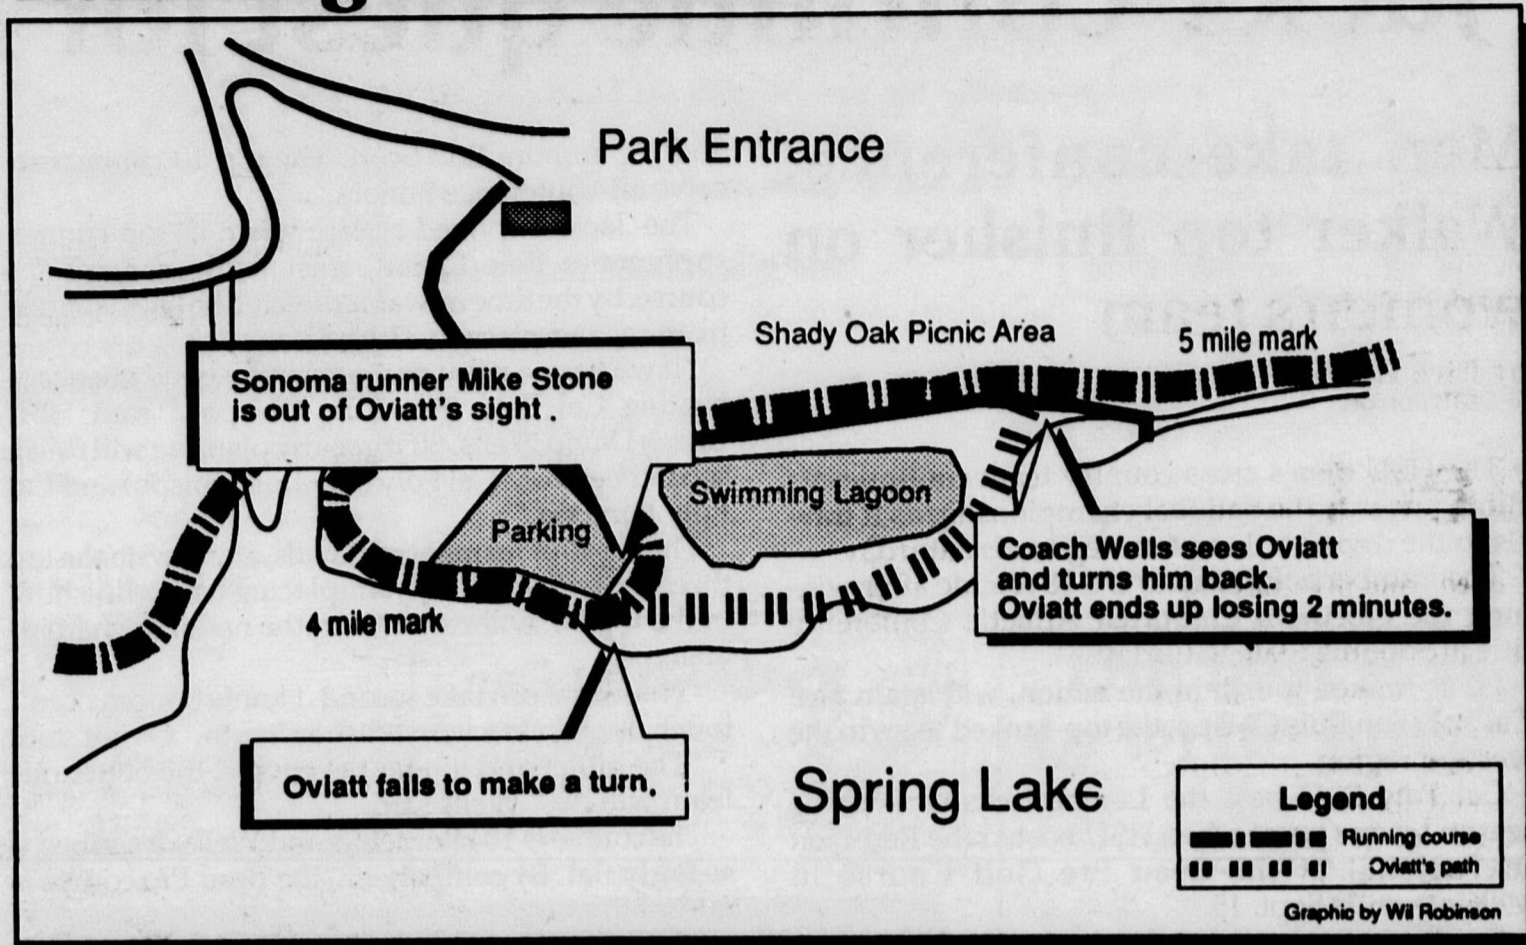 Park Entrance
Shady Oak Picnic Area
5 mile mark
Sonoma runner Mike Stone
is out of Oviatt's sight .
Swimming Lagoon
Parking
Coach Wells sees Oviatt
and turns him back.
Oviatt ends up losing 2 minutes.
4 mile mark
Oviatt fails to make a turn.
Spring Lake
Legend
Running course
Oviatt's path
Graphic by Wil Robinson